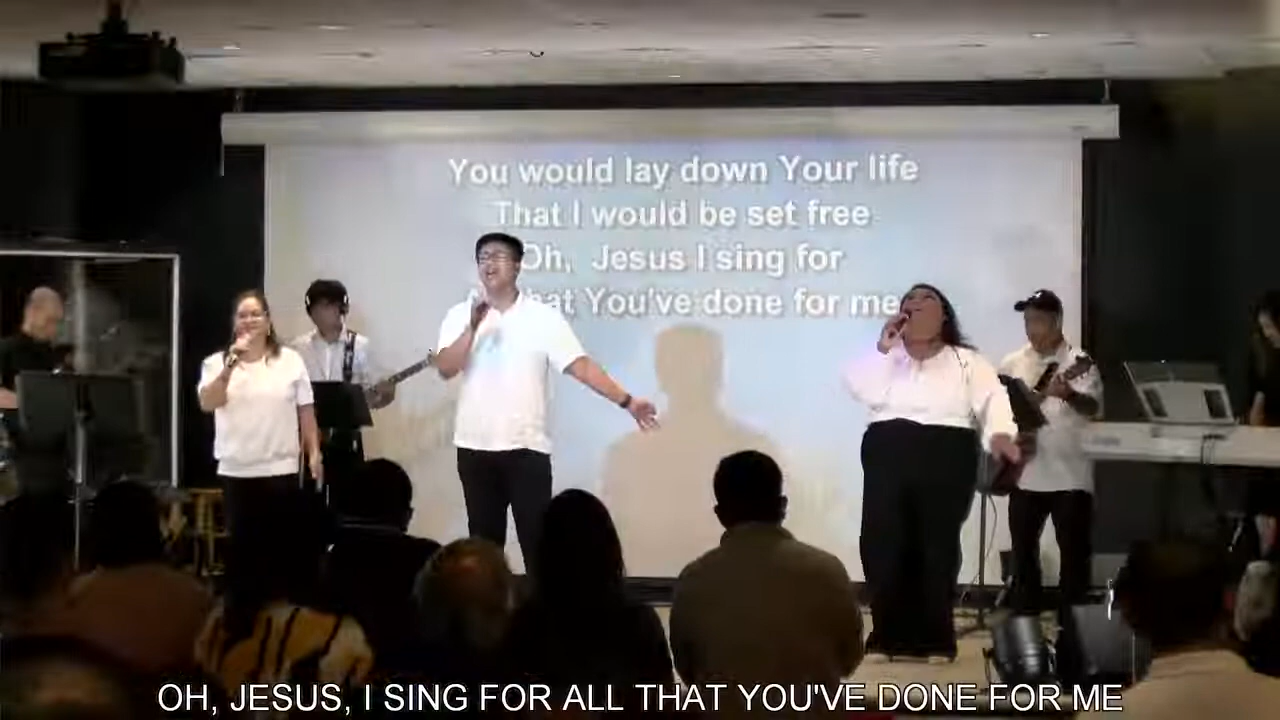 You would lay down Your life
That I would be set free
Oh, Jesus I sing for
that You've done for me
OH, JESUS, I SING FOR ALL THAT YOU'VE DONE FOR ME